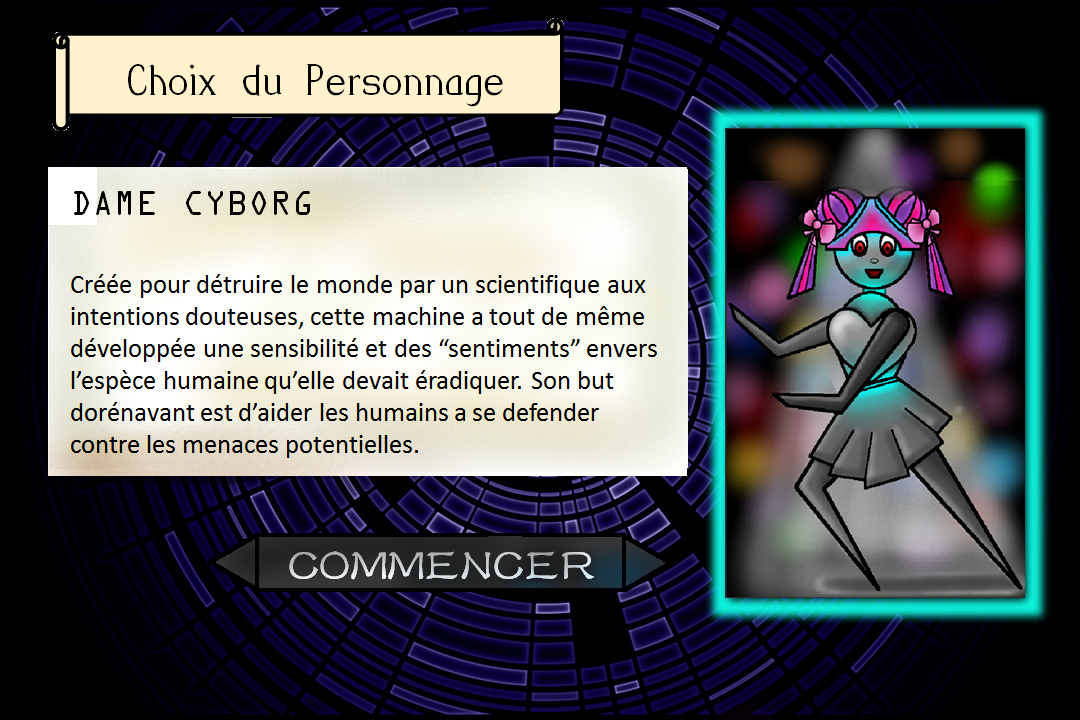 Choix du Personnage
DAME CYBORG
Créée pour détruire le monde par un scientifique aux
intentions douteuses, cette machine a tout de même
développée une sensibilité et des “sentiments” envers
l’espèce humaine qu’elle devait éradiquer. Son but
dorénavant est d’aider les humains a se defender
contre les menaces potentielles.
COMMENCER